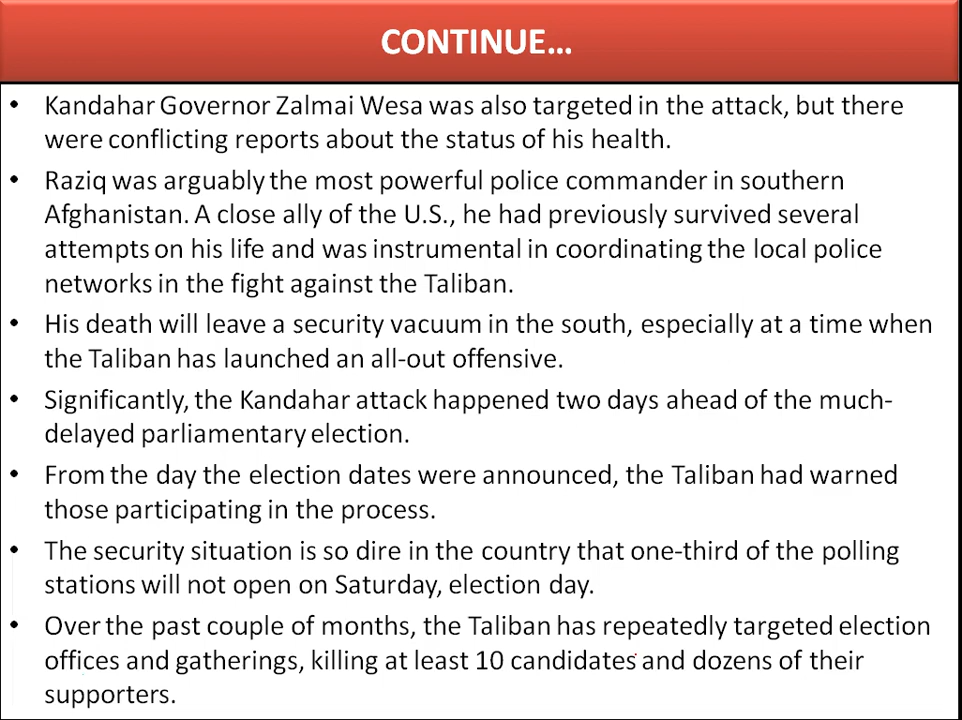 CONTINUE...
• Kandahar Governor Zalmai Wesa was also targeted in the attack, but there
were conflicting reports about the status of his health.
• Raziq was arguably the most powerful police commander in southern
Afghanistan. A close ally of the U.S., he had previously survived several
attempts on his life and was instrumental in coordinating the local police
networks in the fight against the Taliban.
• His death will leave a security vacuum in the south, especially at a time when
the Taliban has launched an all-out offensive.
• Significantly, the Kandahar attack happened two days ahead of the much-
delayed parliamentary election.
• From the day the election dates were announced, the Taliban had warned
those participating in the process.
• The security situation is so dire in the country that one-third of the polling
stations will not open on Saturday, election day.
• Over the past couple of months, the Taliban has repeatedly targeted election
offices and gatherings, killing at least 10 candidates and dozens of their
supporters.